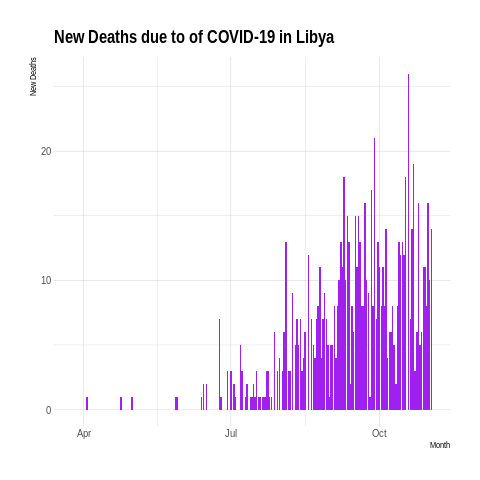 New Deaths due to of COVID-19 in Libya
New Deaths
20
10
0
Apr
Jul
Oct
Month